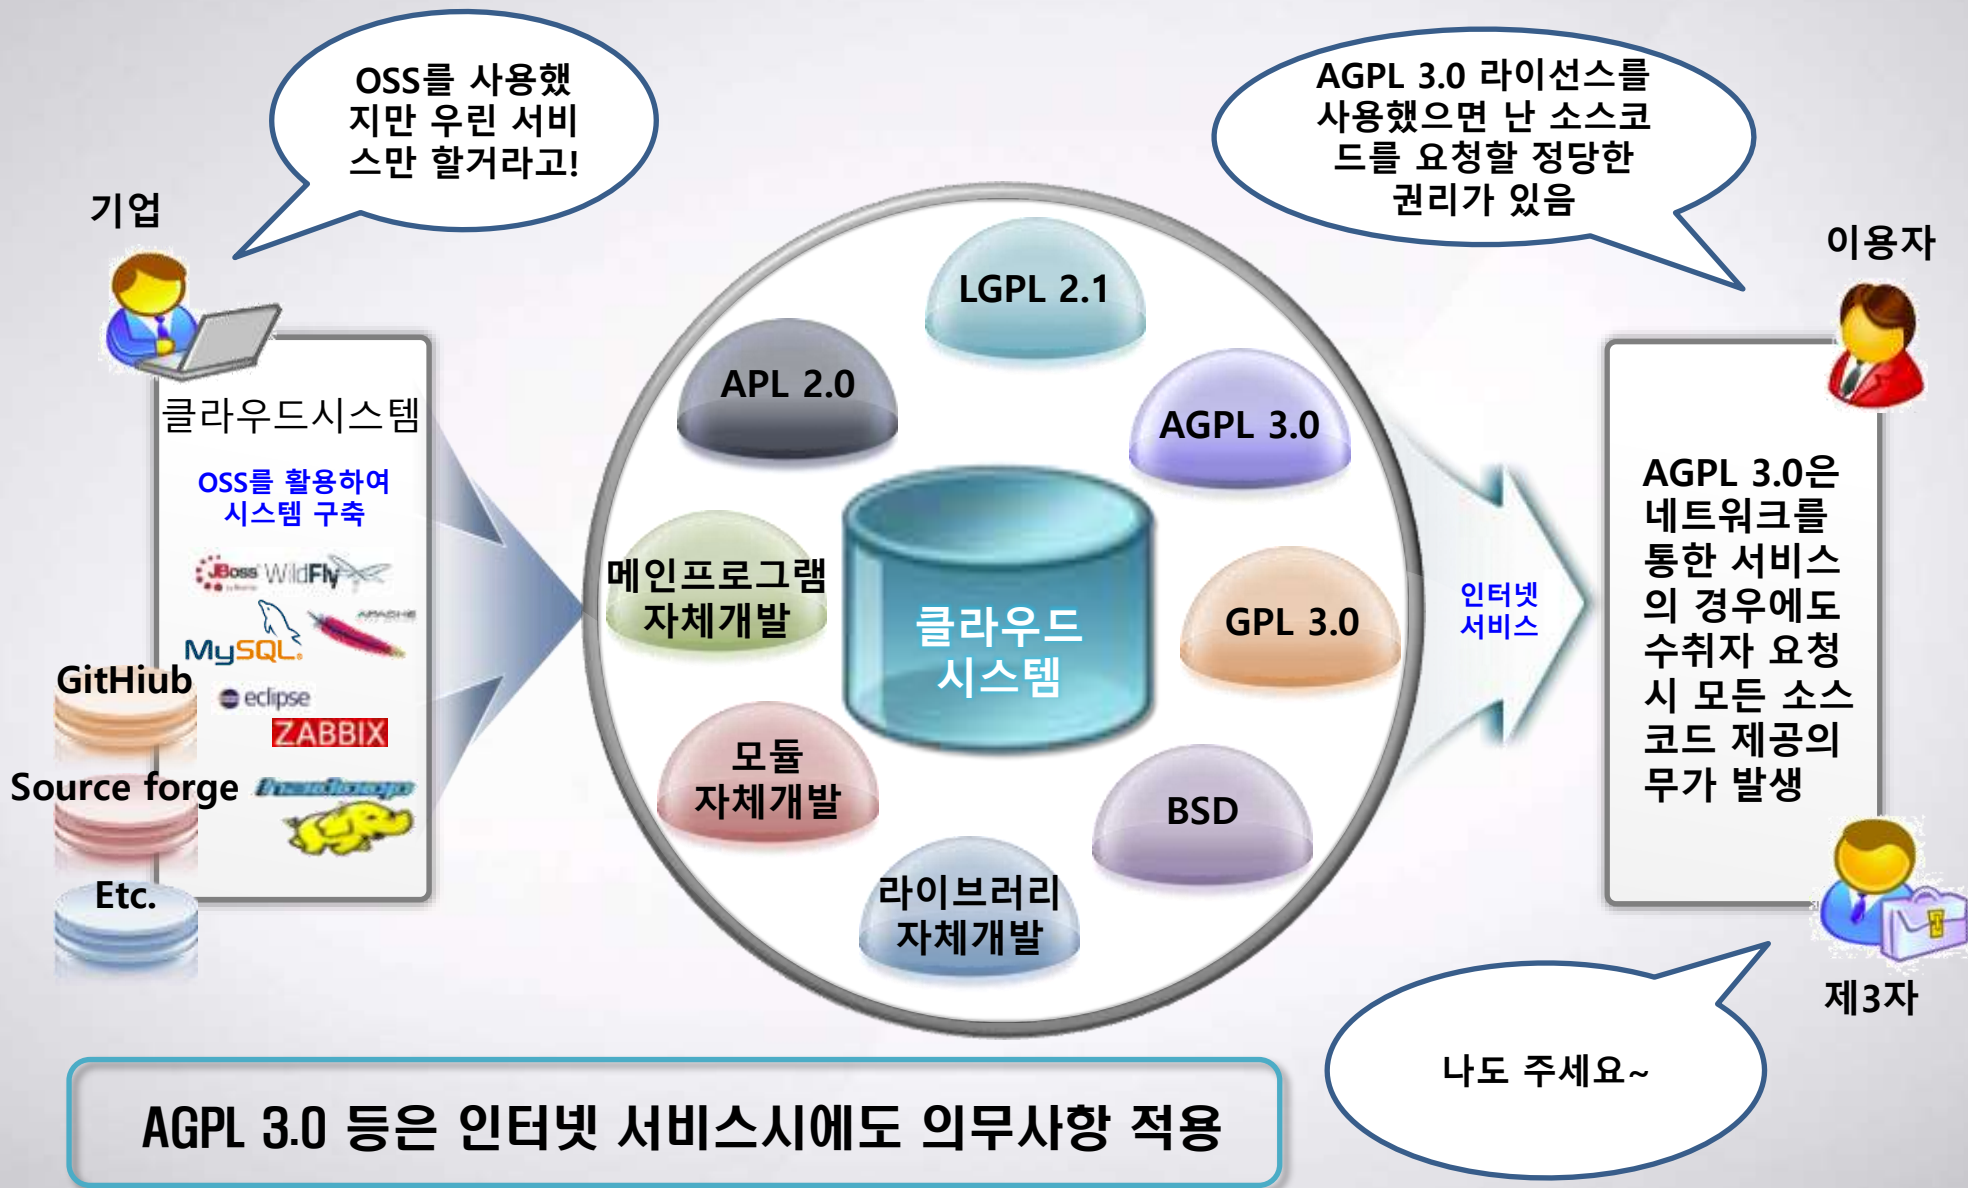 OSS를 사용했
지만 우린 서비
스만 할거라고!
AGPL 3.0 라이선스를
사용했으면 난 소스코
드를 요청할 정당한
권리가 있음
기업
이용자
클라우드시스템
OSS를 활용하여
시스템 구축
JBoss WildFly
APACHE
MySQL
eclipse
ZABBIX
hadoop
GitHiub
Source forge
Etc.
LGPL 2.1
APL 2.0
AGPL 3.0
메인프로그램
자체개발
클라우드
시스템
GPL 3.0
모듈
자체개발
BSD
라이브러리
자체개발
인터넷
서비스
AGPL 3.0은
네트워크를
통한 서비스
의 경우에도
수취자 요청
시 모든 소스
코드 제공의
무가 발생
제3자
나도 주세요~
AGPL 3.0 등은 인터넷 서비스시에도 의무사항 적용